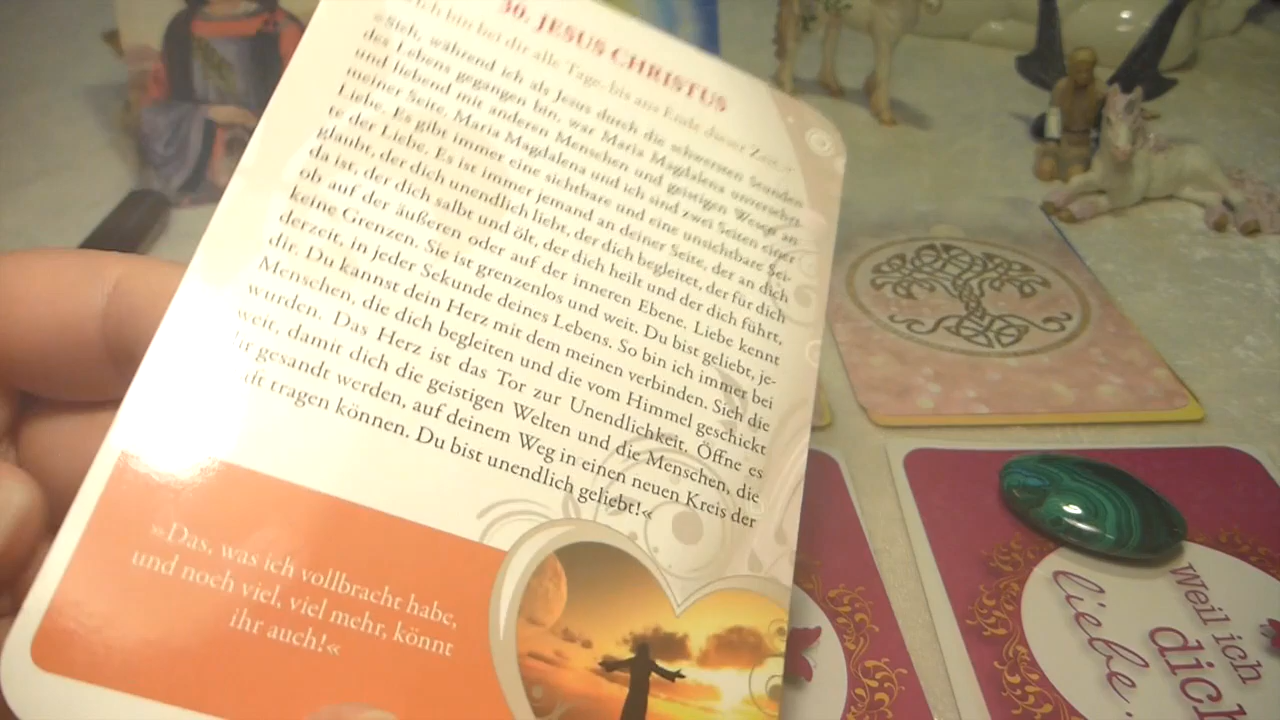 30. JESUS CHRISTUS
»Ich bin bei dir alle Tage, bis ans Ende dieser Zeit.«
»Sieh, während ich als Jesus durch die schwersten Stunden
des Lebens gegangen bin, war Maria Magdalena unversehrt
und liebend mit anderen Menschen und geistigen Wesen an
meiner Seite. Maria Magdalena und ich sind zwei Seiten einer
Liebe. Es gibt immer eine sichtbare und eine unsichtbare Sei-
te der Liebe. Es ist immer jemand an deiner Seite, der an dich
glaubt, der dich unendlich liebt, der dich begleitet, der für dich
da ist, der dich salbt und ölt, der dich heilt und der dich führt,
ob auf der äußeren oder auf der inneren Ebene. Liebe kennt
keine Grenzen. Sie ist grenzenlos und weit. Du bist geliebt, je-
derzeit, in jeder Sekunde deines Lebens. So bin ich immer bei
dir. Du kannst dein Herz mit dem meinen verbinden. Sieh die
Menschen, die dich begleiten und die vom Himmel geschickt
wurden. Das Herz ist das Tor zur Unendlichkeit. Öffne es
weit, damit dich die geistigen Welten und die Menschen, die
gesandt werden, auf deinem Weg in einen neuen Kreis der
tragen können. Du bist unendlich geliebt!«
»Das, was ich vollbracht habe,
und noch viel, viel mehr, könnt
ihr auch!«
Weil ich
dich
liebe.